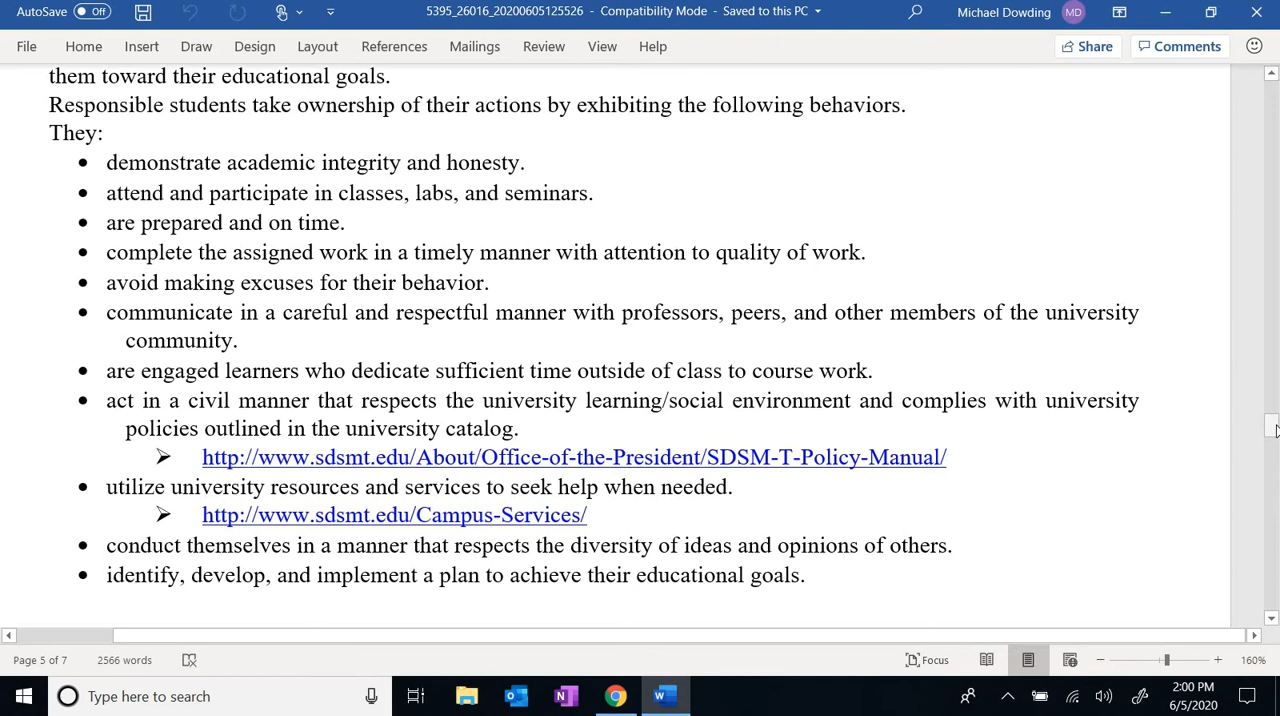 AutoSave Off 5395_26016_20200605125526 - Compatibility Mode - Saved to this PC Michael Dowding MD
File Home Insert Draw Design Layout References Mailings Review View Help Share Comments
them toward their educational goals.
Responsible students take ownership of their actions by exhibiting the following behaviors.
They:
• demonstrate academic integrity and honesty.
• attend and participate in classes, labs, and seminars.
• are prepared and on time.
• complete the assigned work in a timely manner with attention to quality of work.
• avoid making excuses for their behavior.
• communicate in a careful and respectful manner with professors, peers, and other members of the university
community.
• are engaged learners who dedicate sufficient time outside of class to course work.
• act in a civil manner that respects the university learning/social environment and complies with university
policies outlined in the university catalog.
➢ http://www.sdsmt.edu/About/Office-of-the-President/SDSM-T-Policy-Manual/
• utilize university resources and services to seek help when needed.
➢ http://www.sdsmt.edu/Campus-Services/
• conduct themselves in a manner that respects the diversity of ideas and opinions of others.
• identify, develop, and implement a plan to achieve their educational goals.
Page 5 of 7 2566 words Focus 160%
Type here to search 2:00 PM
6/5/2020